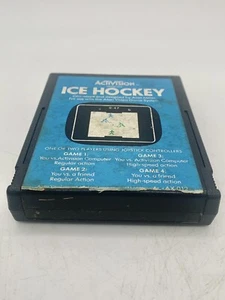 ACTIVISION
ICE HOCKEY
ONE OR TWO PLAYERS USING JOYSTICK CONTROLLERS
GAME 1: GAME 3:
You vs. Activision Computer You vs. Activision Computer
Regular action High-speed action
GAME 2: GAME 4:
You vs. a friend You vs. a friend
Regular Action High-speed action
AX-012